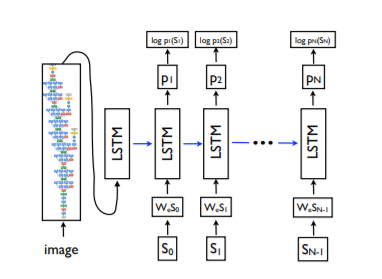 log p1(S1) log p2(S2) log pN(SN)
p1 p2 pN
LSTM LSTM LSTM ••• LSTM
WeS0 WeS1 WeSN-1
image S0 S1 SN-1